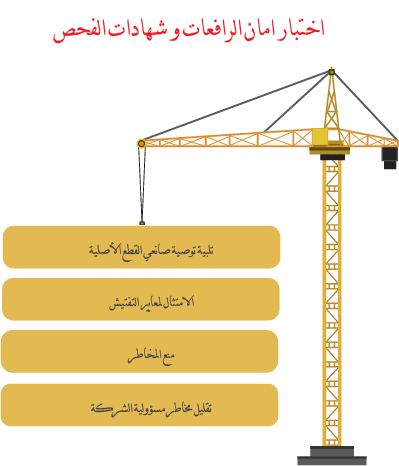 اختبار امان الرافعات و شهادات الفحص
تلبية توصية صانعي القطع الأصلية
الامتثال لمعايير التفتيش
منع المخاطر
تقليل مخاطر مسؤولية الشركة